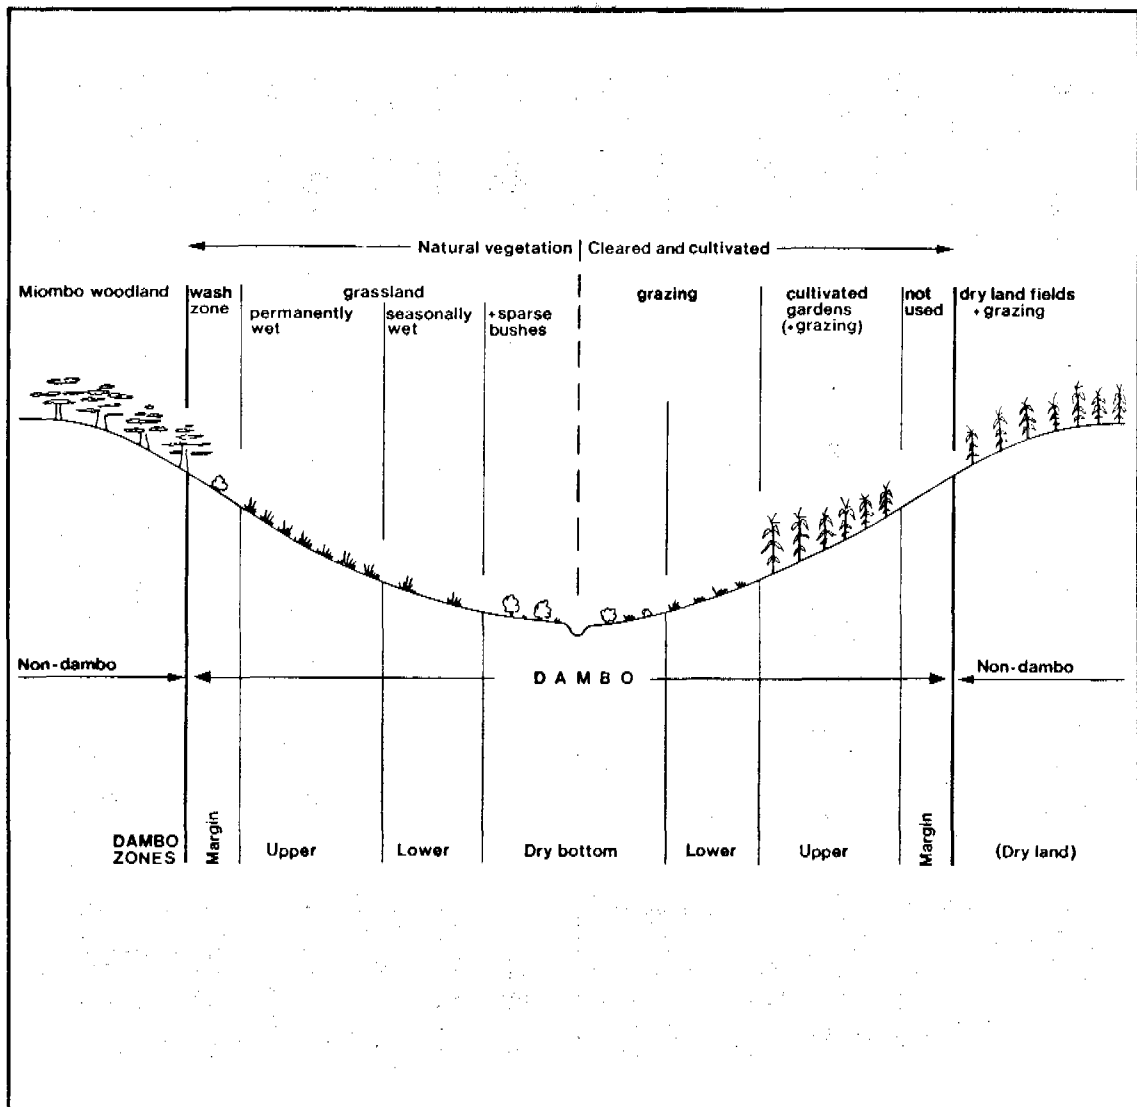 Natural vegetation | Cleared and cultivated
Miombo woodland
wash
zone
grassland
permanently
wet
seasonally
wet
+sparse
bushes
grazing
cultivated
gardens
(+grazing)
not
used
dry land fields
+ grazing
Non-dambo
DAMBO
Non-dambo
DAMBO
ZONES
Margin
Upper
Lower
Dry bottom
Lower
Upper
Margin
(Dry land)